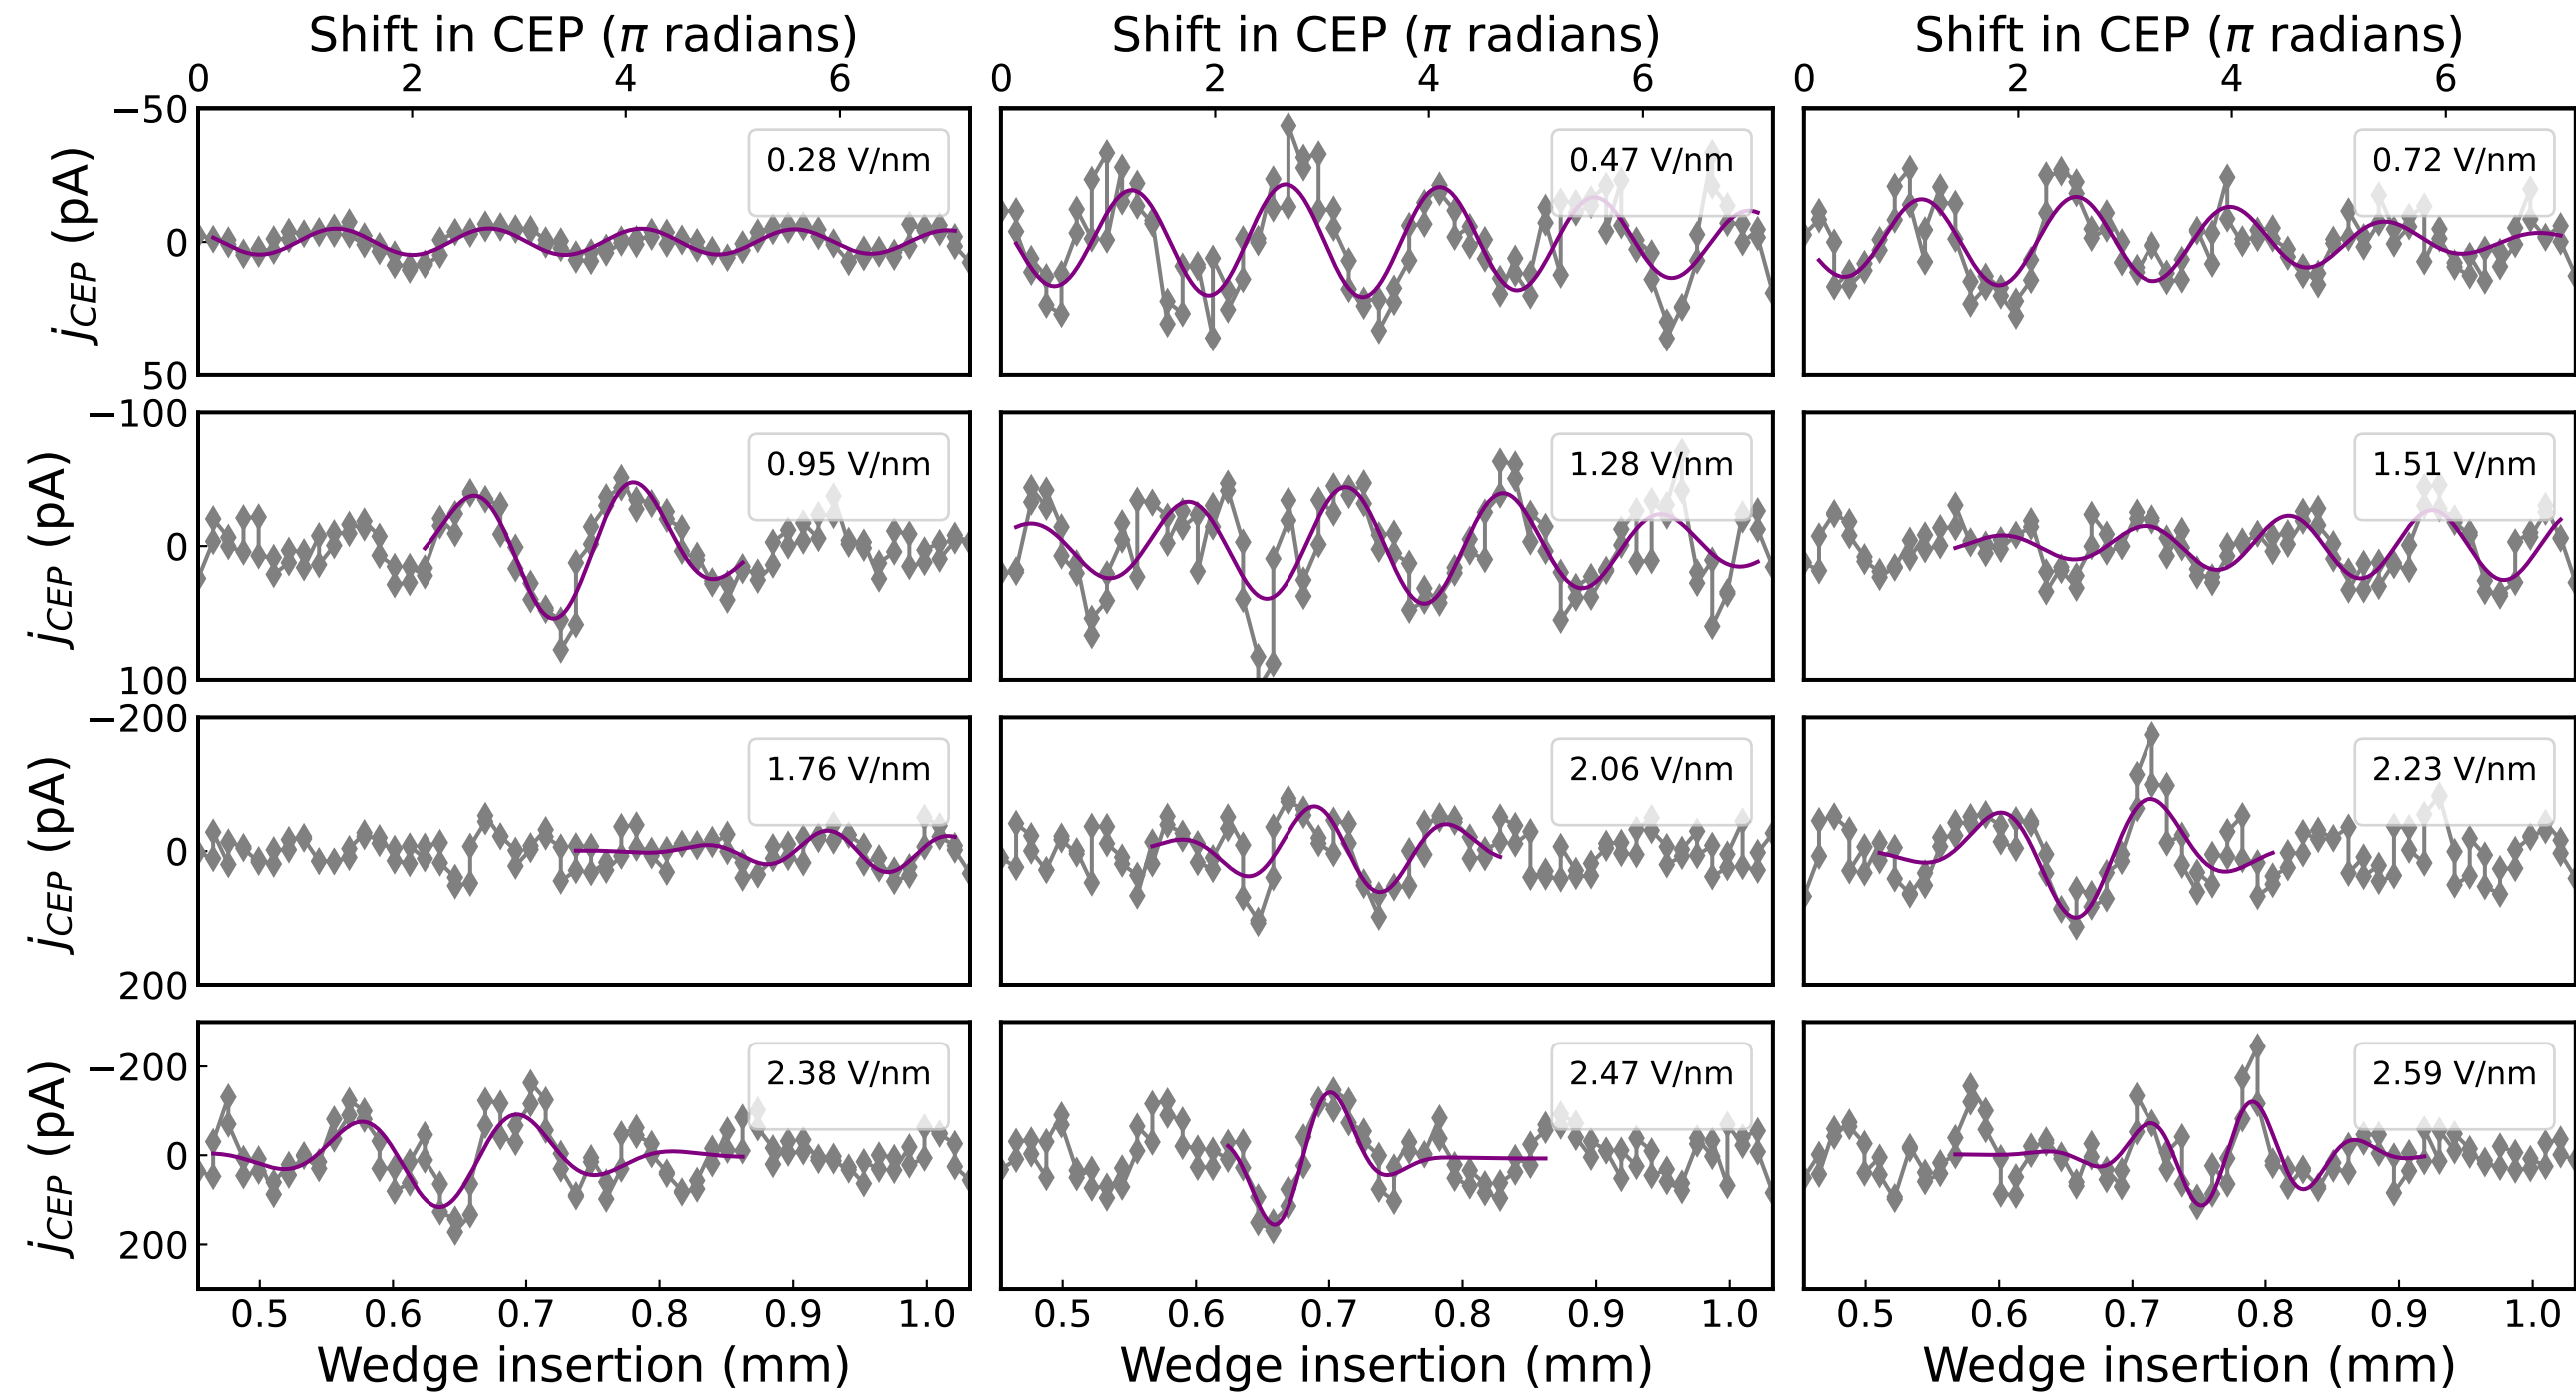 Shift in CEP (π radians) Shift in CEP (π radians) Shift in CEP (π radians)
0 2 4 6 0 2 4 6 0 2 4 6
−50
0
50
j_CEP (pA)
0.28 V/nm 0.47 V/nm 0.72 V/nm
−100
0
100
j_CEP (pA)
0.95 V/nm 1.28 V/nm 1.51 V/nm
−200
0
200
j_CEP (pA)
1.76 V/nm 2.06 V/nm 2.23 V/nm
−200
0
200
j_CEP (pA)
2.38 V/nm 2.47 V/nm 2.59 V/nm
0.5 0.6 0.7 0.8 0.9 1.0 0.5 0.6 0.7 0.8 0.9 1.0 0.5 0.6 0.7 0.8 0.9 1.0
Wedge insertion (mm) Wedge insertion (mm) Wedge insertion (mm)